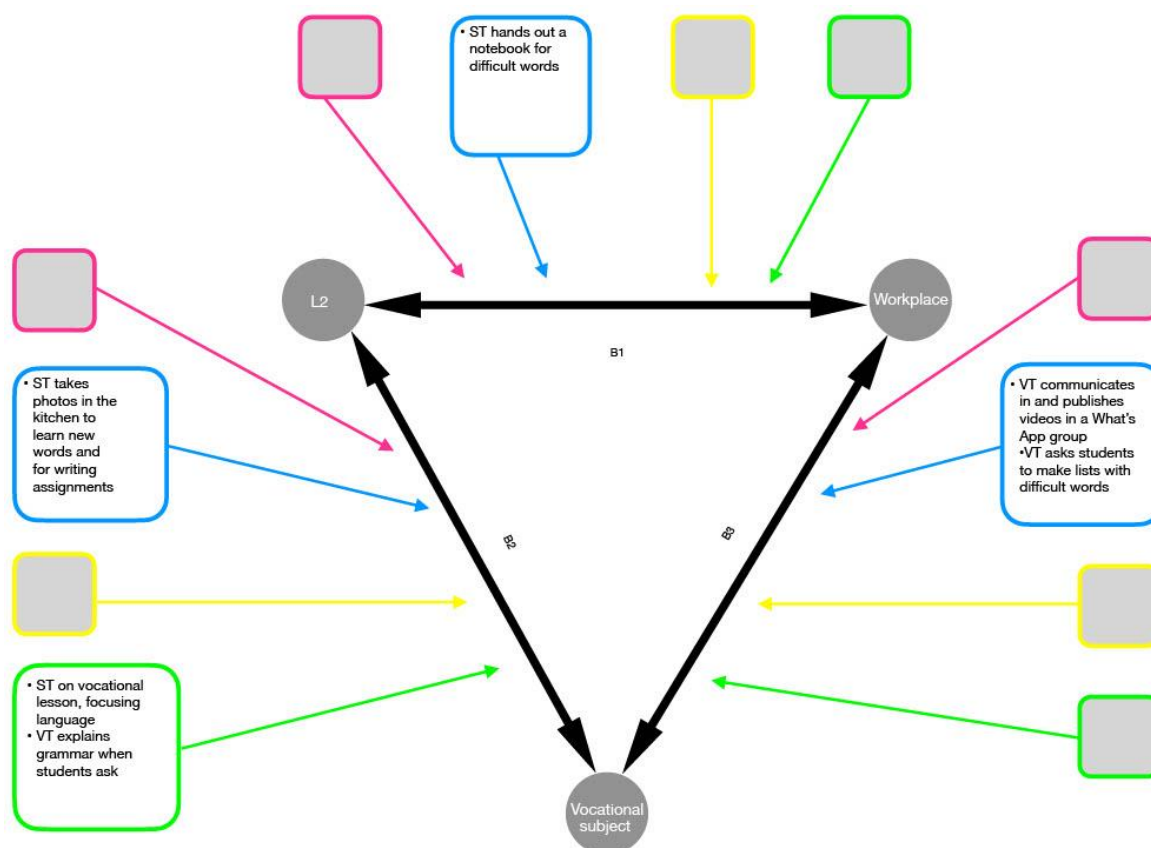 • ST hands out a
notebook for
difficult words
L2
Workplace
B1
• ST takes
photos in the
kitchen to
learn new
words and
for writing
assignments
• VT communicates
in and publishes
videos in a What's
App group
•VT asks students
to make lists with
difficult words
B2
B3
• ST on vocational
lesson, focusing
language
• VT explains
grammar when
students ask
Vocational
subject